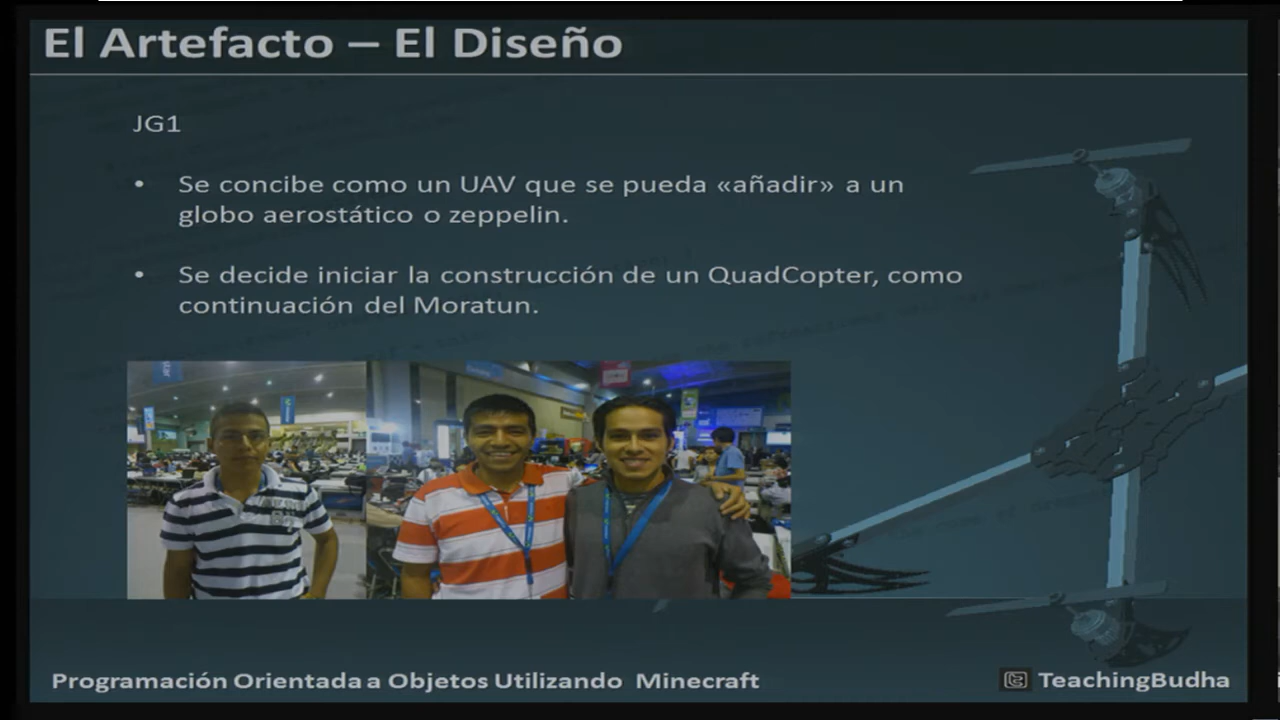 El Artefacto – El Diseño
JG1
• Se concibe como un UAV que se pueda «añadir» a un
globo aerostático o zeppelin.
• Se decide iniciar la construcción de un QuadCopter, como
continuación del Moratun.
Programación Orientada a Objetos Utilizando Minecraft
TeachingBudha